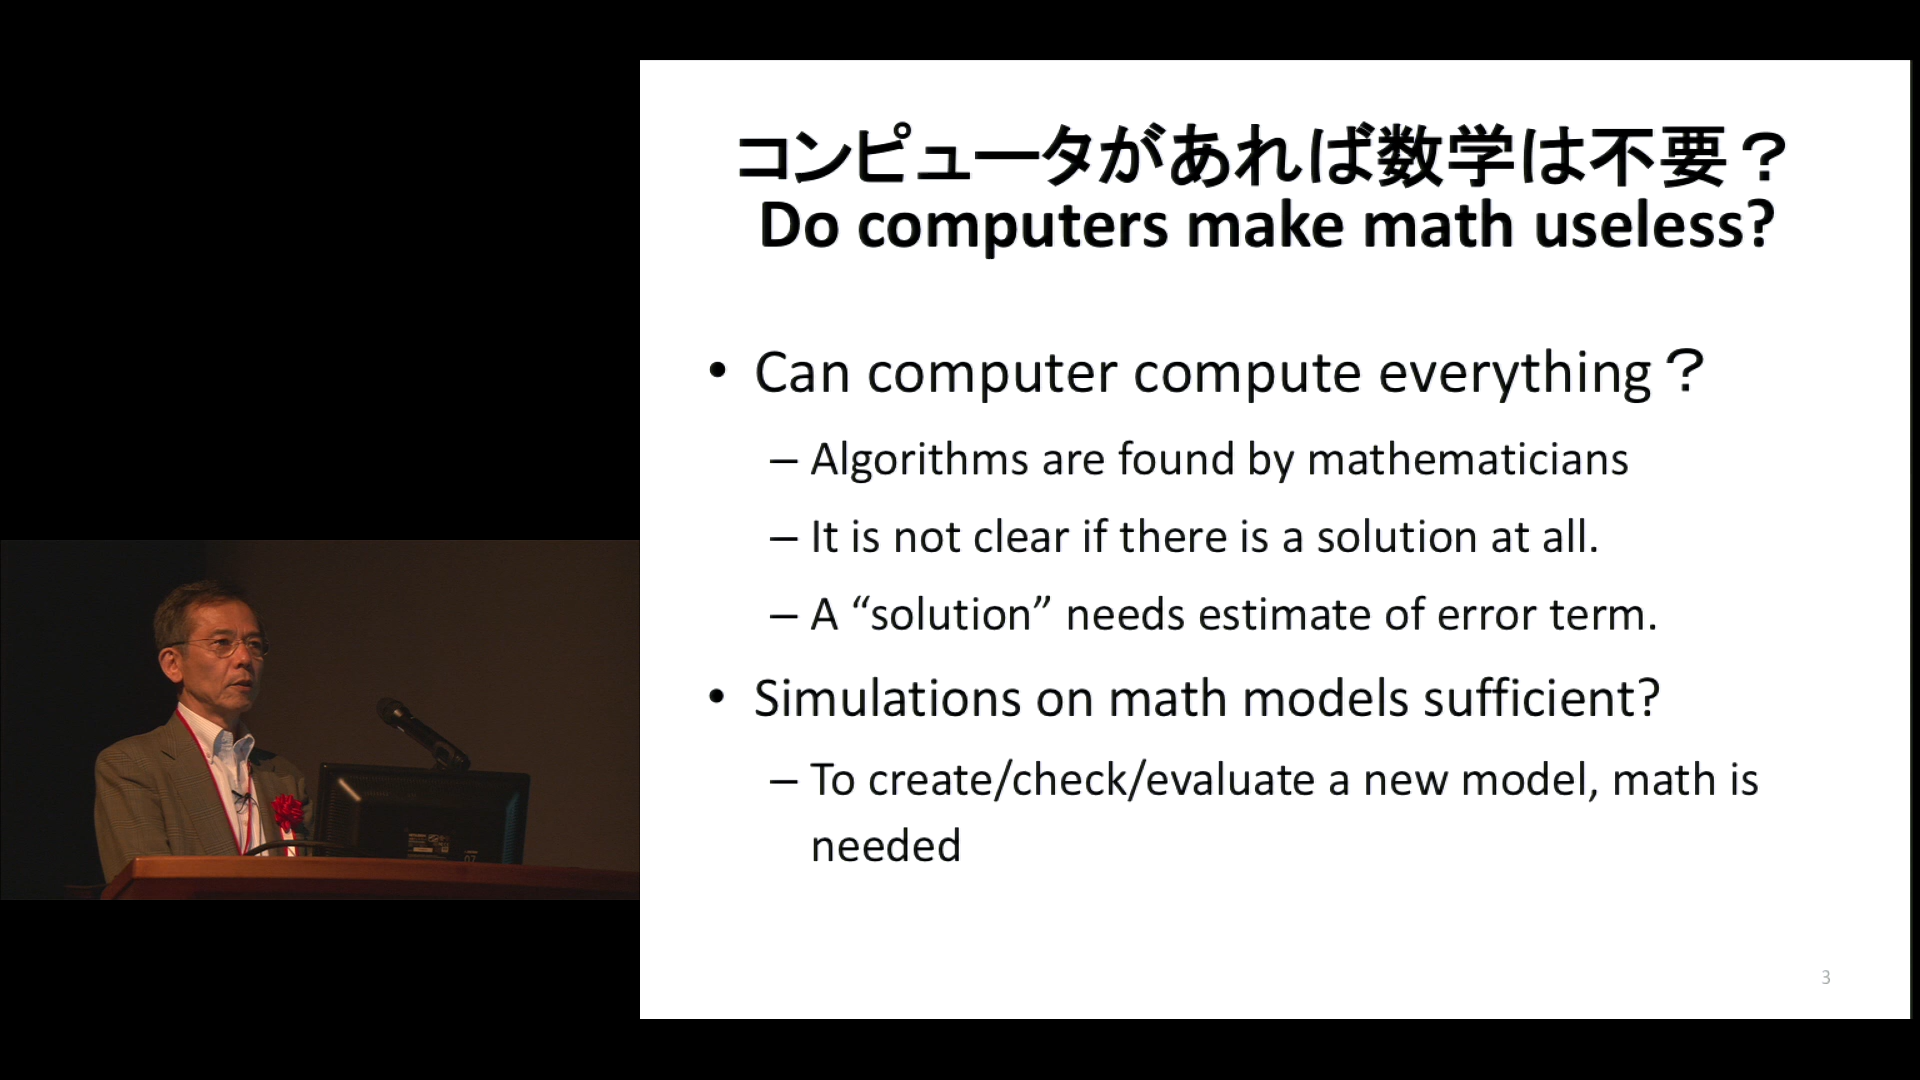 コンピュータがあれば数学は不要？
Do computers make math useless?
• Can computer compute everything？
– Algorithms are found by mathematicians
– It is not clear if there is a solution at all.
– A “solution” needs estimate of error term.
• Simulations on math models sufficient?
– To create/check/evaluate a new model, math is
needed
3
07